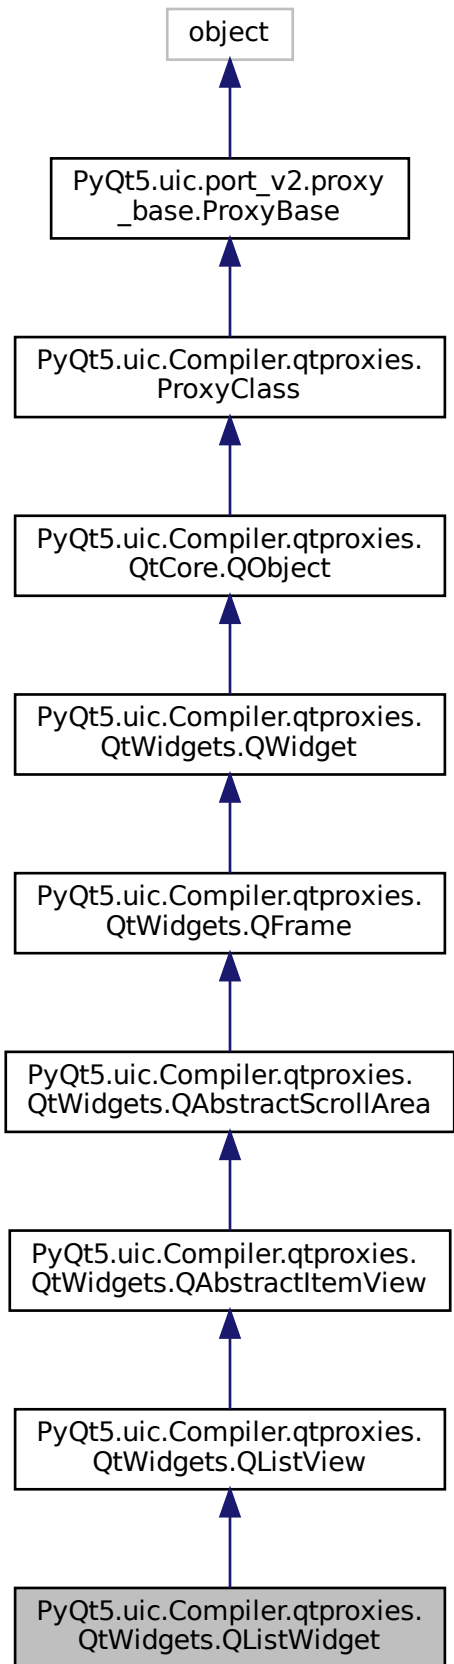 object
PyQt5.uic.port_v2.proxy
_base.ProxyBase
PyQt5.uic.Compiler.qtproxies.
ProxyClass
PyQt5.uic.Compiler.qtproxies.
QtCore.QObject
PyQt5.uic.Compiler.qtproxies.
QtWidgets.QWidget
PyQt5.uic.Compiler.qtproxies.
QtWidgets.QFrame
PyQt5.uic.Compiler.qtproxies.
QtWidgets.QAbstractScrollArea
PyQt5.uic.Compiler.qtproxies.
QtWidgets.QAbstractItemView
PyQt5.uic.Compiler.qtproxies.
QtWidgets.QListView
PyQt5.uic.Compiler.qtproxies.
QtWidgets.QListWidget